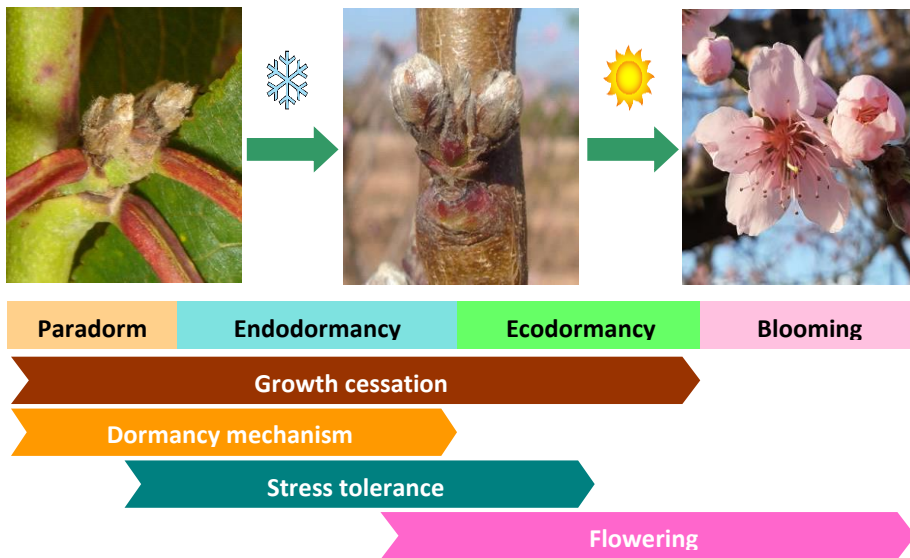 Paradorm Endodormancy Ecodormancy Blooming
Growth cessation
Dormancy mechanism
Stress tolerance
Flowering